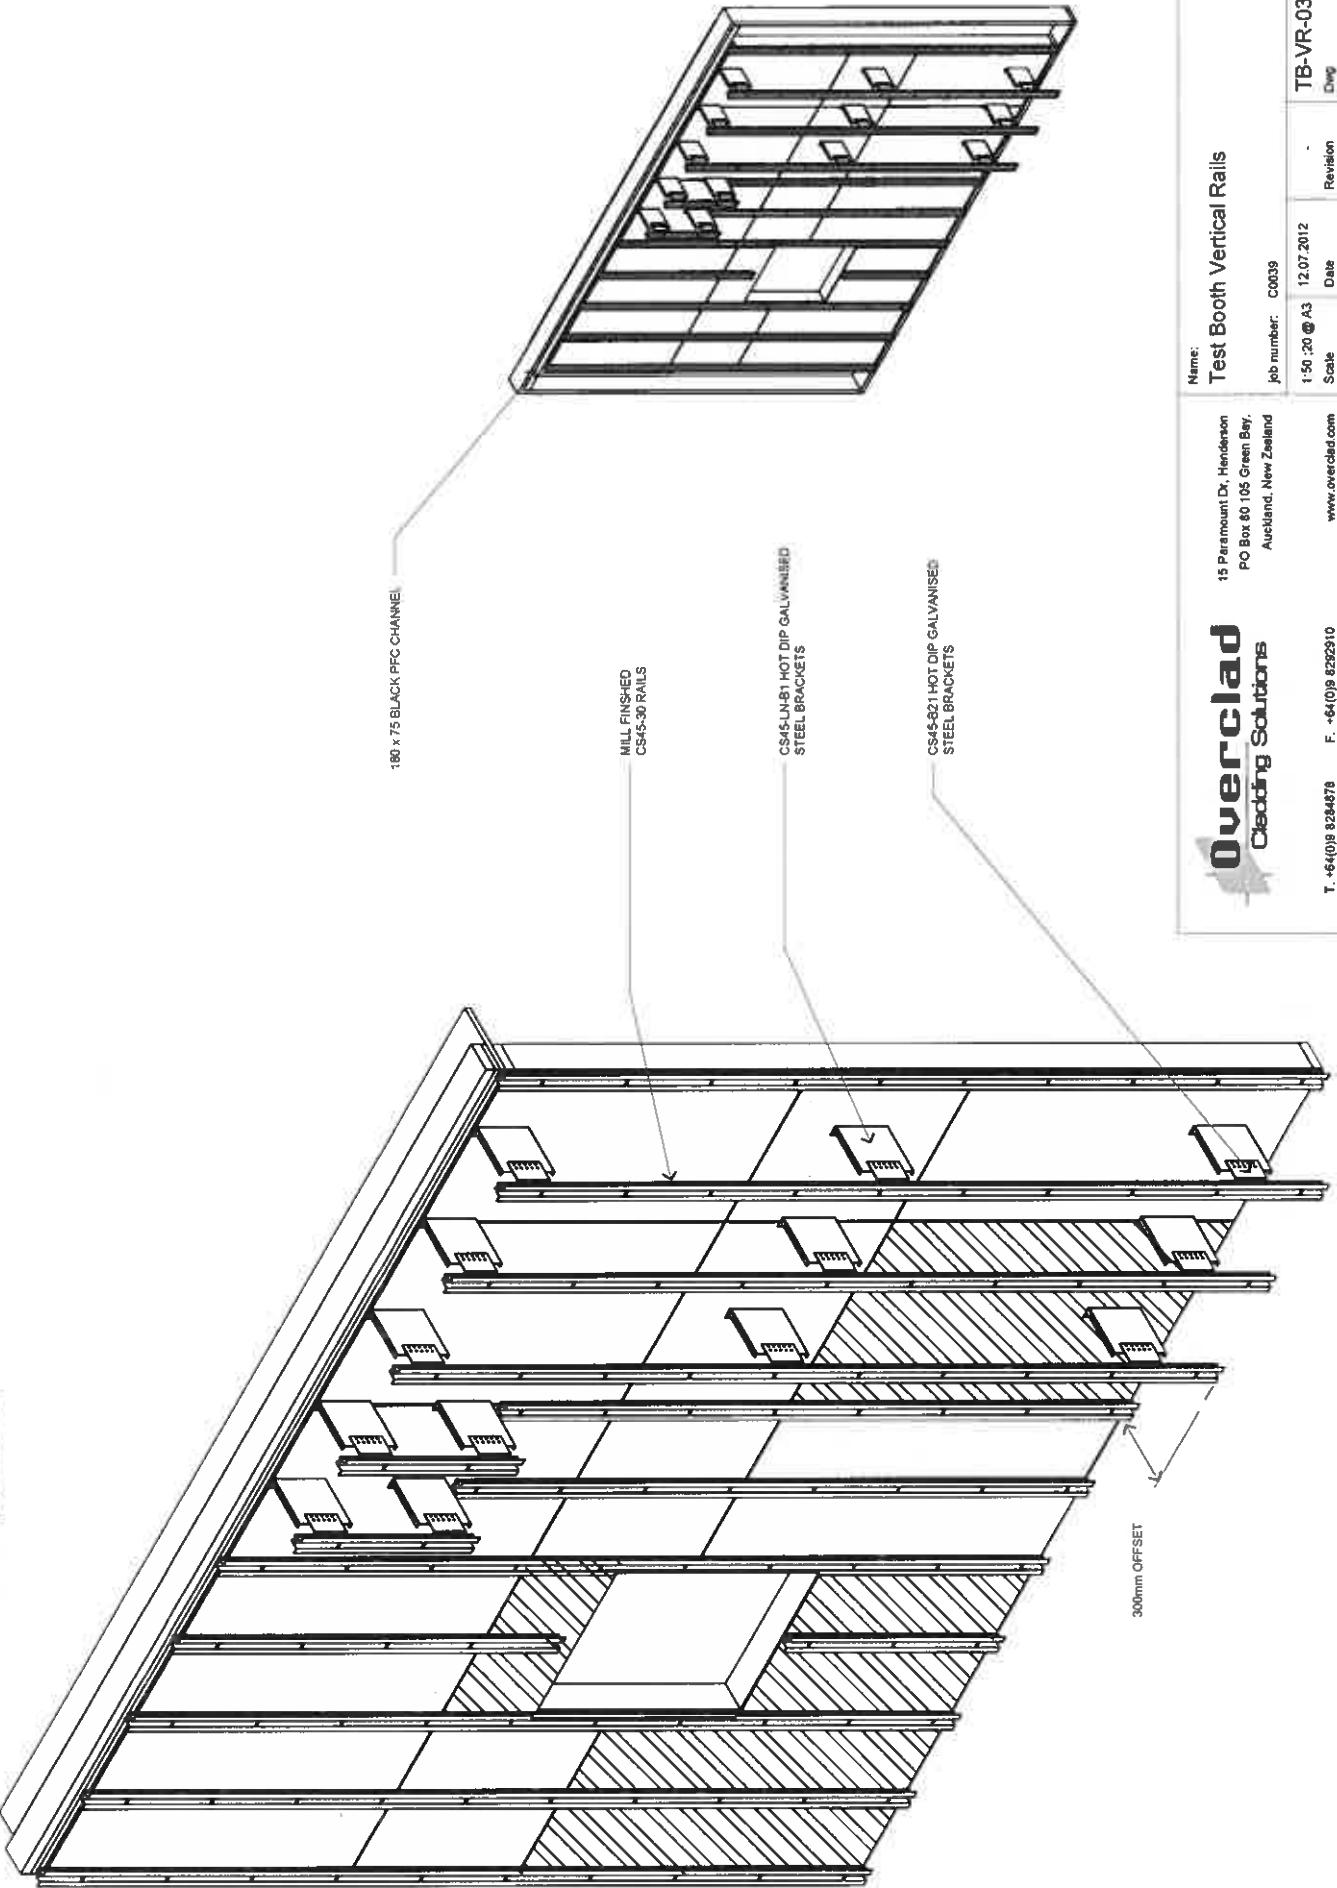 180 x 75 BLACK PFC CHANNEL
MILL FINSHED
CS45-30 RAILS
CS45-LN-B1 HOT DIP GALVANISED
STEEL BRACKETS
CS45-B21 HOT DIP GALVANISED
STEEL BRACKETS
300mm OFFSET
Overclad
Cladding Solutions
15 Paramount Dr, Henderson
PO Box 80 105 Green Bay,
Auckland, New Zealand
T. +64(0)9 8284878 F. +64(0)9 8292910 www.overclad.com
Name:
Test Booth Vertical Rails
job number: C0039
1:50 :20 @ A3 12.07.2012 - TB-VR-03
Scale Date Revision Dwg